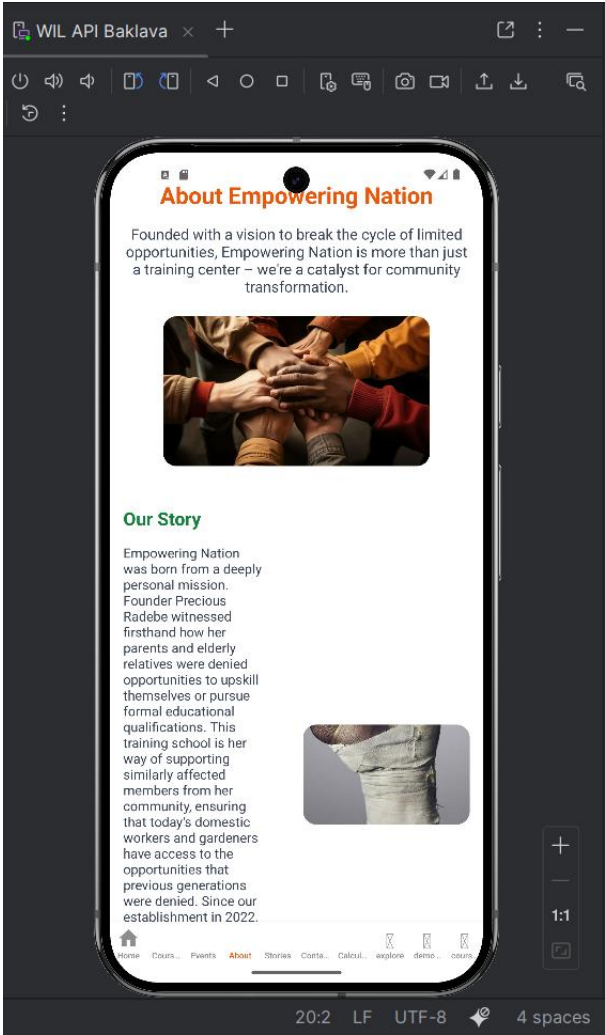 WIL API Baklava
About Empowering Nation
Founded with a vision to break the cycle of limited
opportunities, Empowering Nation is more than just
a training center – we're a catalyst for community
transformation.
Our Story
Empowering Nation
was born from a deeply
personal mission.
Founder Precious
Radebe witnessed
firsthand how her
parents and elderly
relatives were denied
opportunities to upskill
themselves or pursue
formal educational
qualifications. This
training school is her
way of supporting
similarly affected
members from her
community, ensuring
that today's domestic
workers and gardeners
have access to the
opportunities that
previous generations
were denied. Since our
establishment in 2022.
Home Cours... Events About Stories Conta... Calcul... explore demo... cours...
1:1
20:2 LF UTF-8 4 spaces